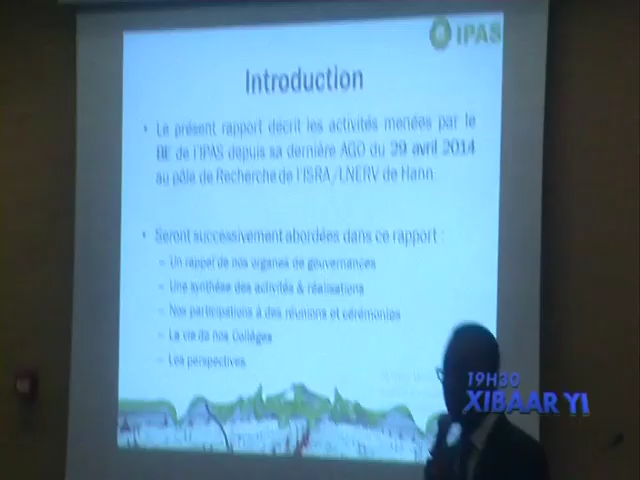 IPAS
Introduction
• Le présent rapport décrit les activités menées par le
BE de l'IPAS depuis sa dernière AGO du 29 avril 2014
au pôle de Recherche de l'ISRA/LNERV de Hann.
• Seront successivement abordées dans ce rapport :
– Un rappel de nos organes de gouvernances
– Une synthèse des activités & réalisations
– Nos participations à des réunions et cérémonies
– La vie de nos Collèges
– Les perspectives
19H30
XIBAAR YI